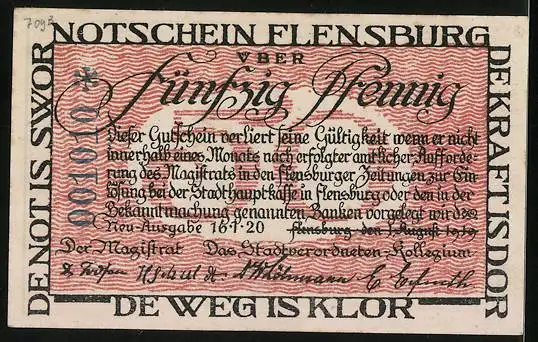 7093
NOTSCHEIN FLENSBURG
DE NOT IS SWOR
DE KRAFT IS DOR
DE WEG IS KLOR
001010 *
VBER
Fünfzig Pfennig
Dieser Gutschein verliert seine Gültigkeit wenn er nicht
innerhalb eines Monats nach erfolgter amtlicher Aufforde-
rung des Magistrats in den Flensburger Zeitungen zur Ein-
lösung bei der Stadthauptkasse in Flensburg oder den in der
Bekanntmachung genannten Banken vorgelegt wird
Neu-Ausgabe 16·1·20 Flensburg den 1 August 1919
Der Magistrat Das Stadtverordneten-Kollegium